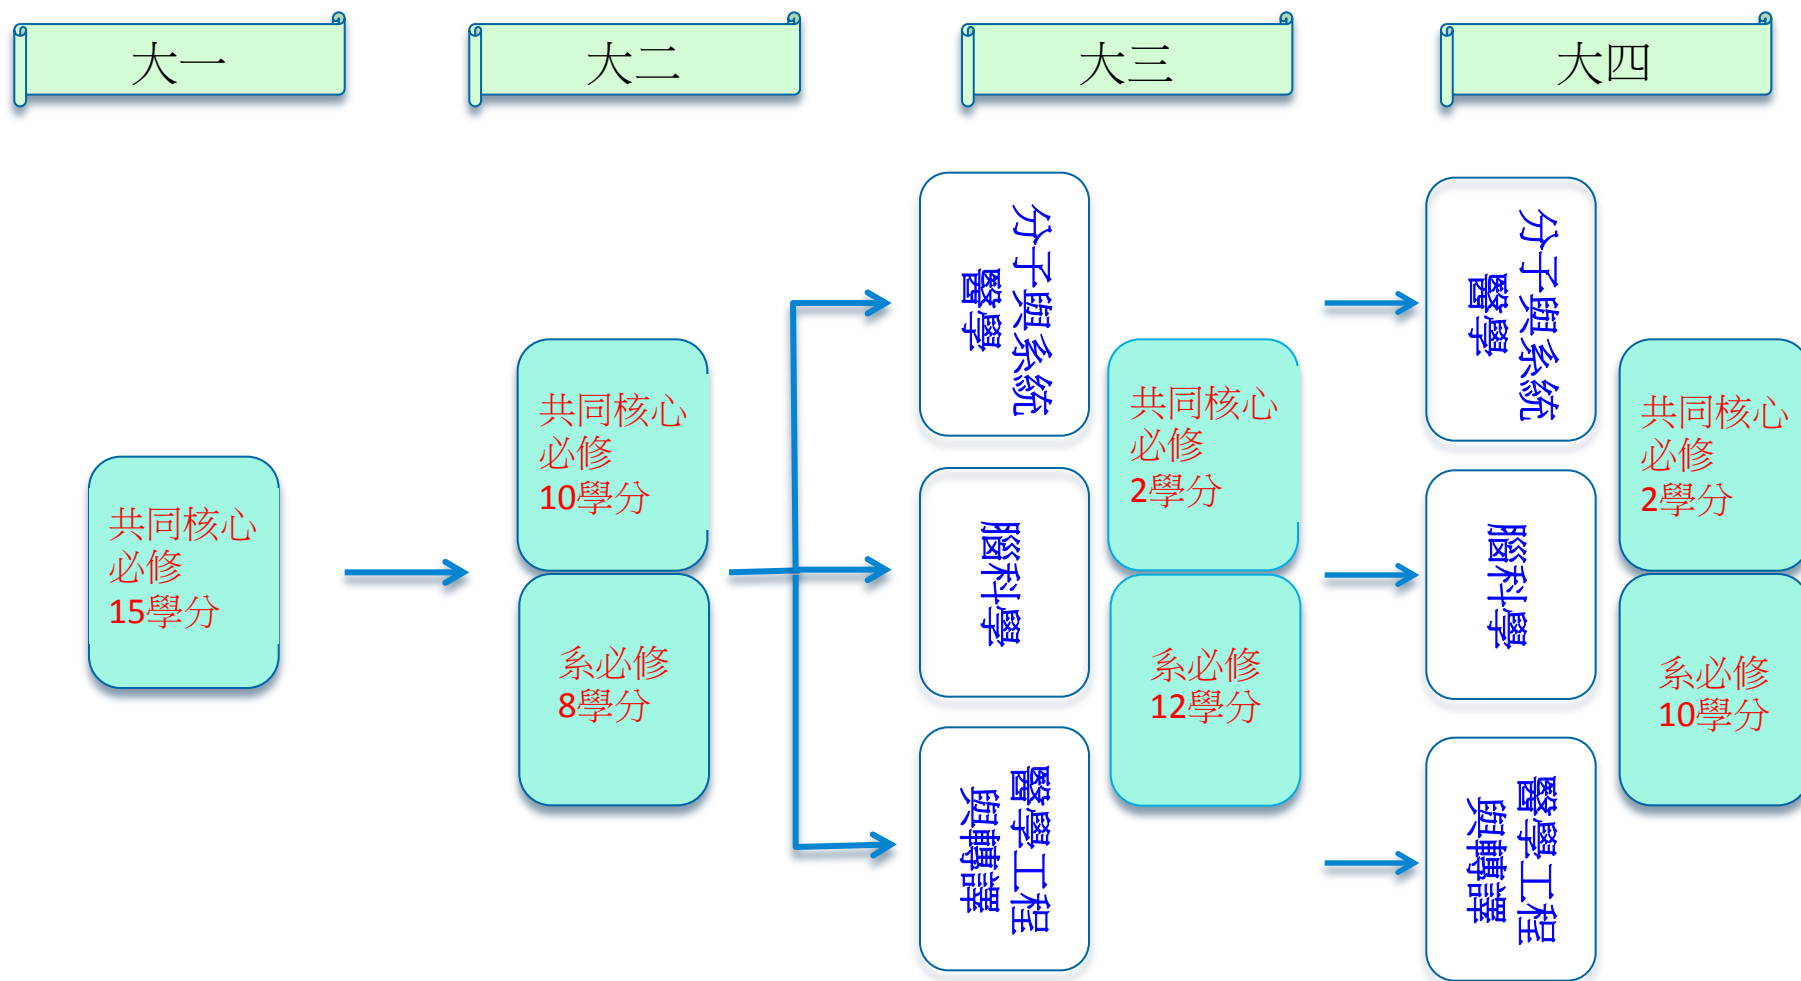 大一
大二
大三
大四
共同核心
必修
15學分
共同核心
必修
10學分
系必修
8學分
分子與系統
醫學
腦科學
醫學工程
與轉譯
共同核心
必修
2學分
系必修
12學分
分子與系統
醫學
腦科學
醫學工程
與轉譯
共同核心
必修
2學分
系必修
10學分